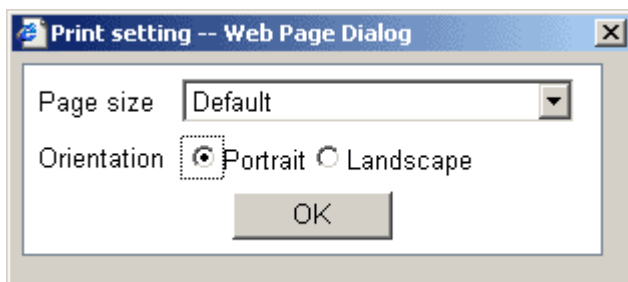 Print setting -- Web Page Dialog
Page size Default
Orientation Portrait Landscape
OK